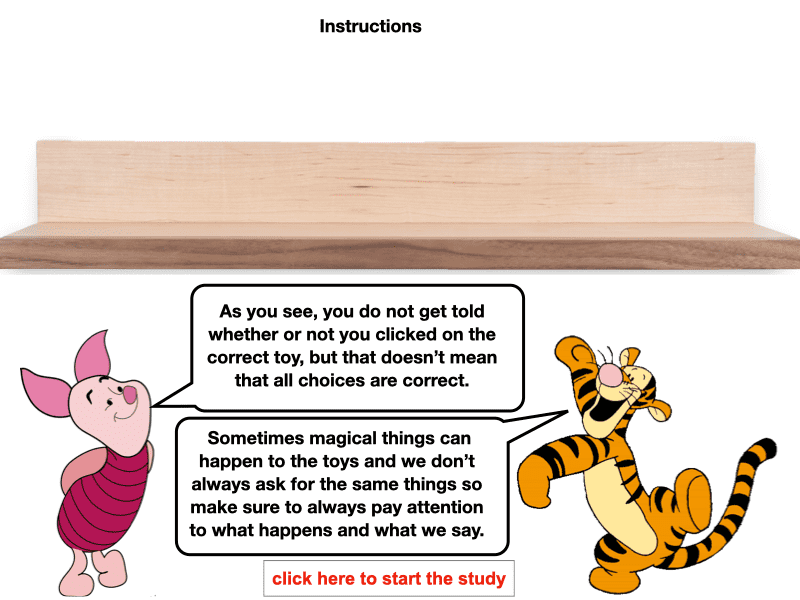 Instructions
As you see, you do not get told
whether or not you clicked on the
correct toy, but that doesn’t mean
that all choices are correct.
Sometimes magical things can
happen to the toys and we don’t
always ask for the same things so
make sure to always pay attention
to what happens and what we say.
click here to start the study